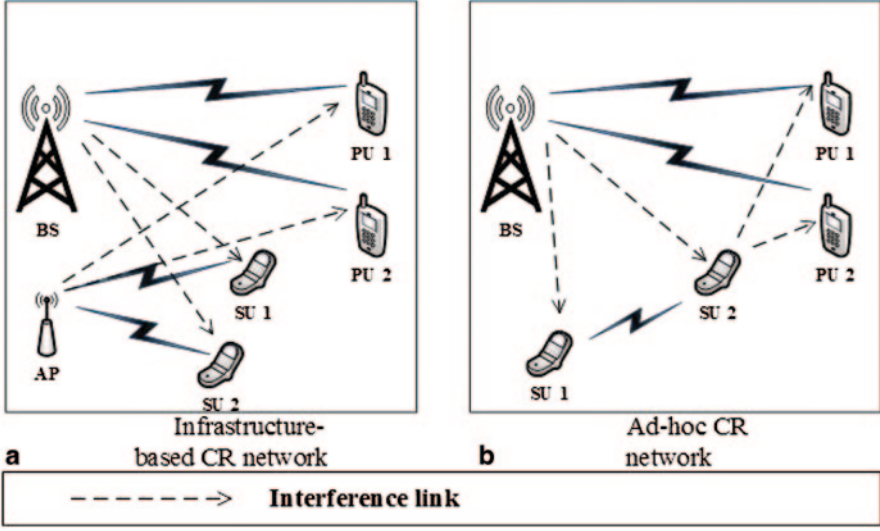 BS
PU 1
PU 2
SU 1
AP
SU 2
BS
PU 1
PU 2
SU 2
SU 1
a
Infrastructure-
based CR network
b
Ad-hoc CR
network
Interference link